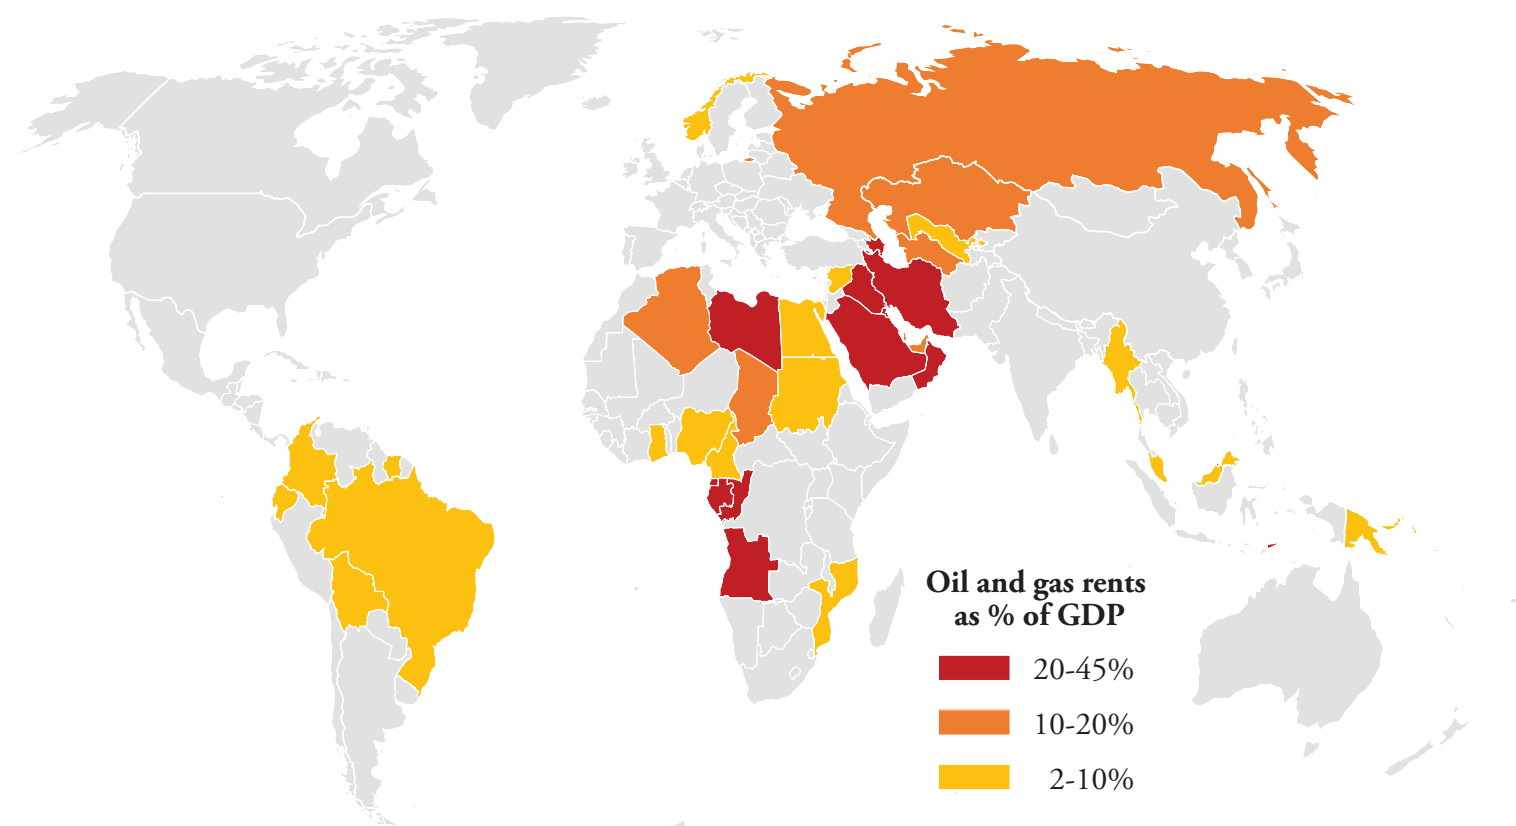 Oil and gas rents
as % of GDP
20-45%
10-20%
2-10%